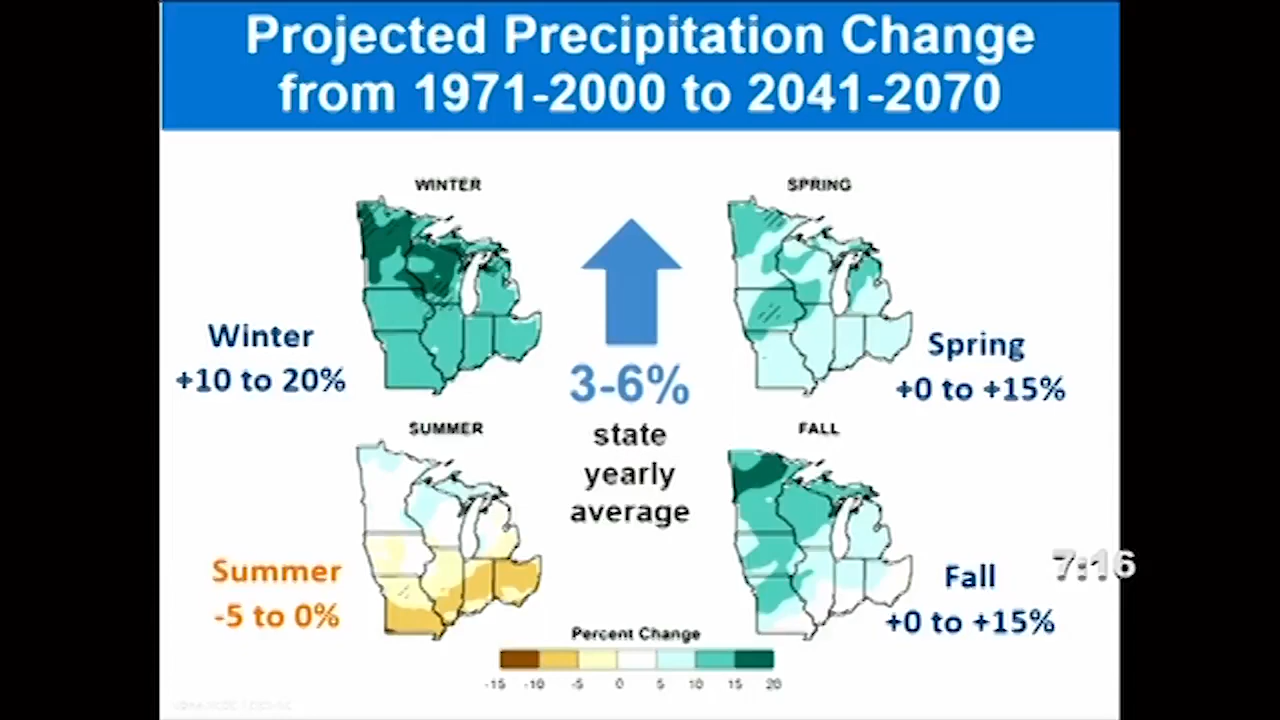 Projected Precipitation Change
from 1971-2000 to 2041-2070
WINTER
SPRING
Winter
+10 to 20%
3-6%
state
yearly
average
Spring
+0 to +15%
SUMMER
FALL
Summer
-5 to 0%
Fall
+0 to +15%
7:16
Percent Change
-15 -10 -5 0 5 10 15 20